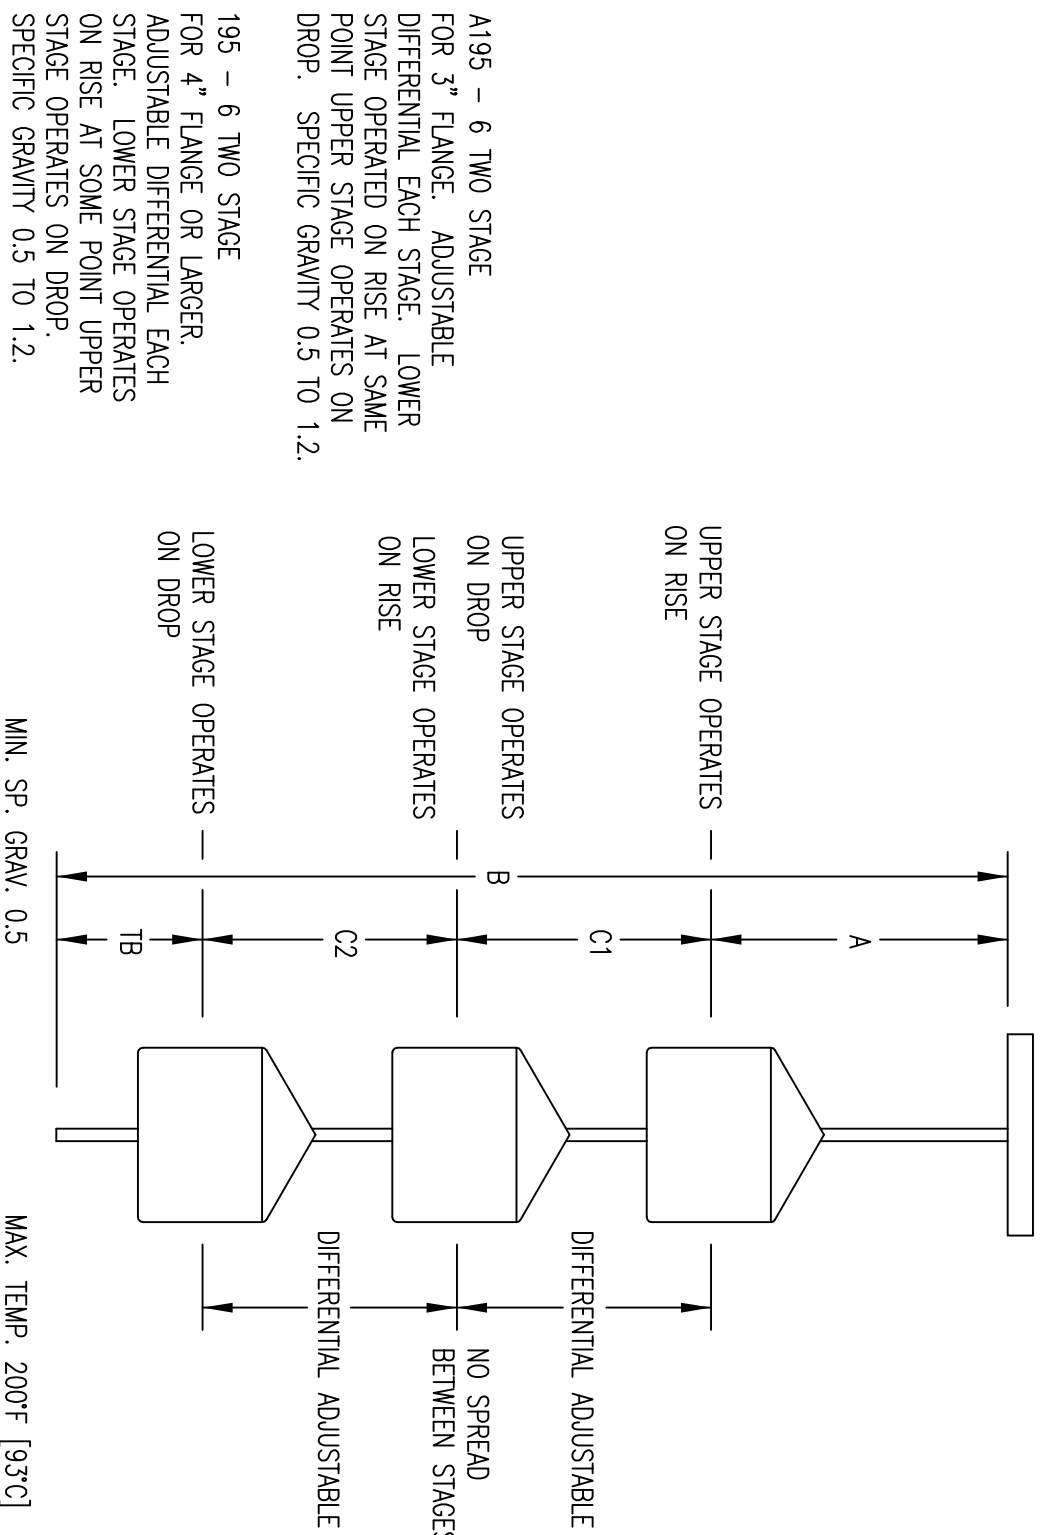 A195 – 6 TWO STAGE
FOR 3" FLANGE. ADJUSTABLE
DIFFERENTIAL EACH STAGE. LOWER
STAGE OPERATED ON RISE AT SAME
POINT UPPER STAGE OPERATES ON
DROP. SPECIFIC GRAVITY 0.5 TO 1.2.
195 – 6 TWO STAGE
FOR 4" FLANGE OR LARGER.
ADJUSTABLE DIFFERENTIAL EACH
STAGE. LOWER STAGE OPERATES
ON RISE AT SOME POINT UPPER
STAGE OPERATES ON DROP.
SPECIFIC GRAVITY 0.5 TO 1.2.
UPPER STAGE OPERATES
ON RISE
UPPER STAGE OPERATES
ON DROP
LOWER STAGE OPERATES
ON RISE
LOWER STAGE OPERATES
ON DROP
B
A
C1
C2
TB
DIFFERENTIAL ADJUSTABLE
NO SPREAD
BETWEEN STAGES
DIFFERENTIAL ADJUSTABLE
MIN. SP. GRAV. 0.5
MAX. TEMP. 200°F [93°C]